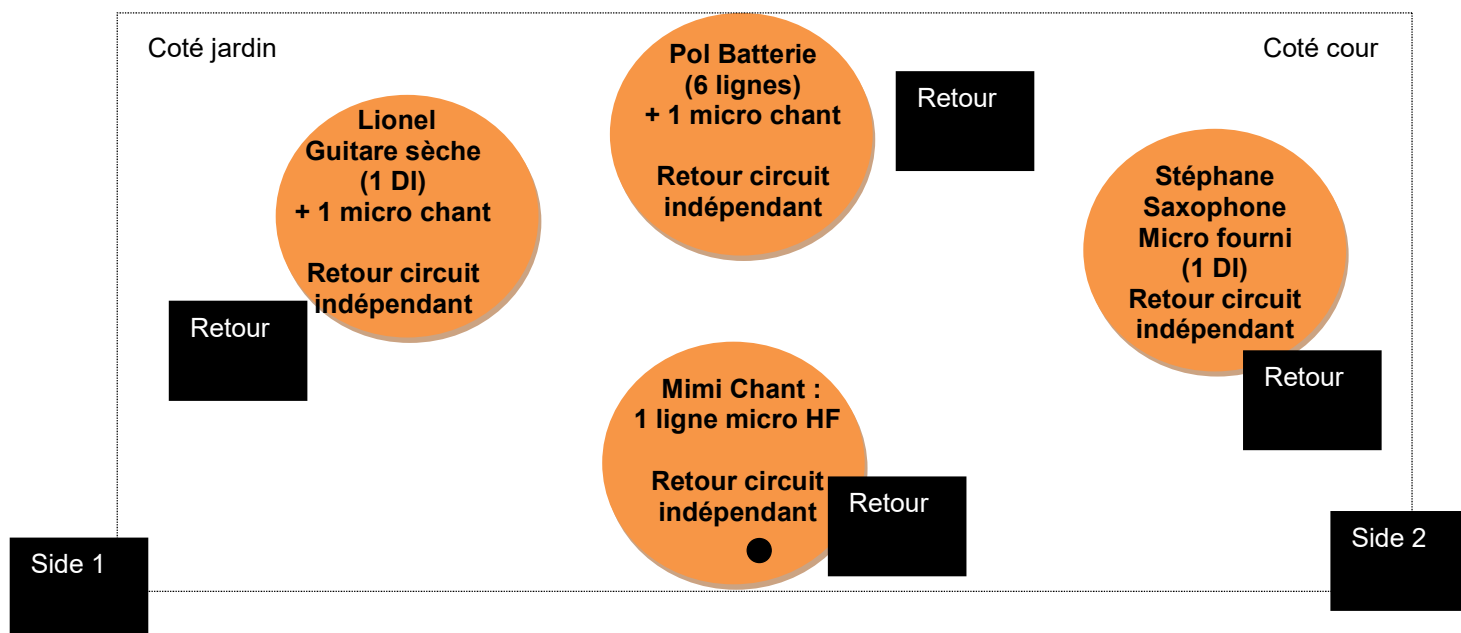 Coté jardin
Coté cour
Pol Batterie
(6 lignes)
+ 1 micro chant
Retour circuit
indépendant
Retour
Lionel
Guitare sèche
(1 DI)
+ 1 micro chant
Retour circuit
indépendant
Retour
Stéphane
Saxophone
Micro fourni
(1 DI)
Retour circuit
indépendant
Retour
Mimi Chant :
1 ligne micro HF
Retour circuit
indépendant
Retour
Side 1
Side 2